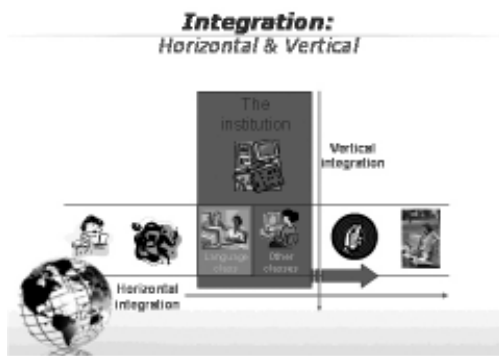 Integration:
Horizontal & Vertical
The
institution
Vertical
integration
Language
class
Other
classes
Horizontal
integration